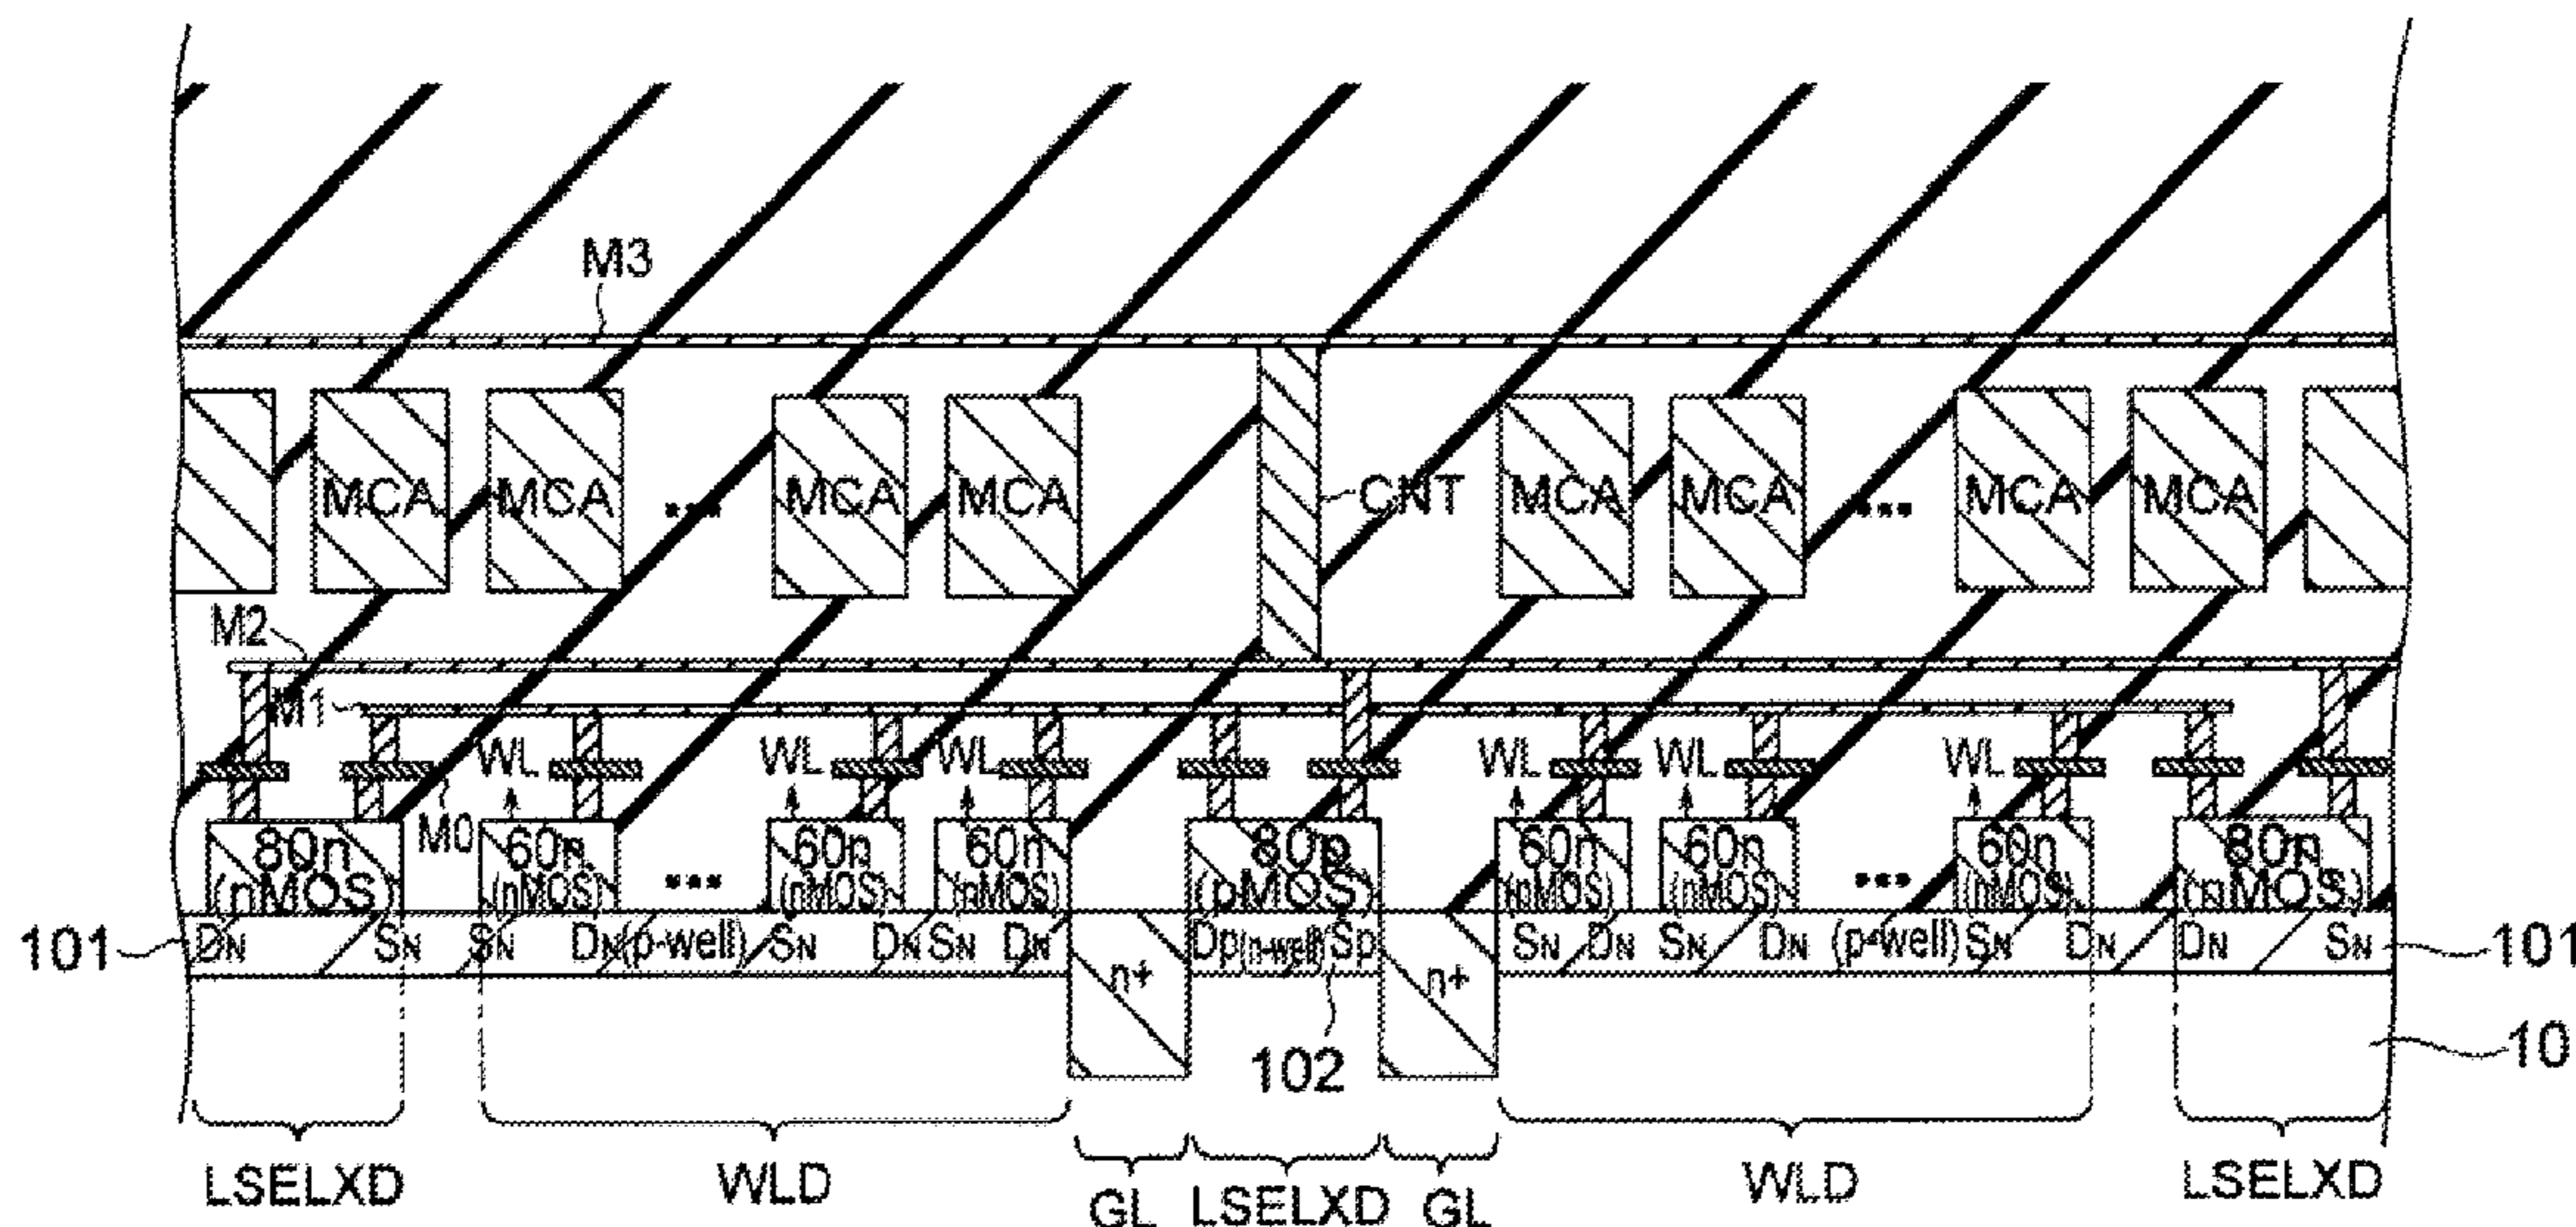 M3
MCA MCA ... MCA MCA CNT MCA MCA ... MCA MCA
M2
M1
WL WL WL WL WL WL
M0
80n 60n 60n 60n 80p 60n 60n 60n 80n
(nMOS) (nMOS) ... (nMOS) (nMOS) (pMOS) (nMOS) (nMOS) ... (nMOS) (nMOS)
101 DN SN SN DN (p-well) SN DN SN DN Dp (n-well) Sp SN DN SN DN (p-well) SN DN DN SN 101
n+ n+
102 10
LSELXD WLD GL LSELXD GL WLD LSELXD